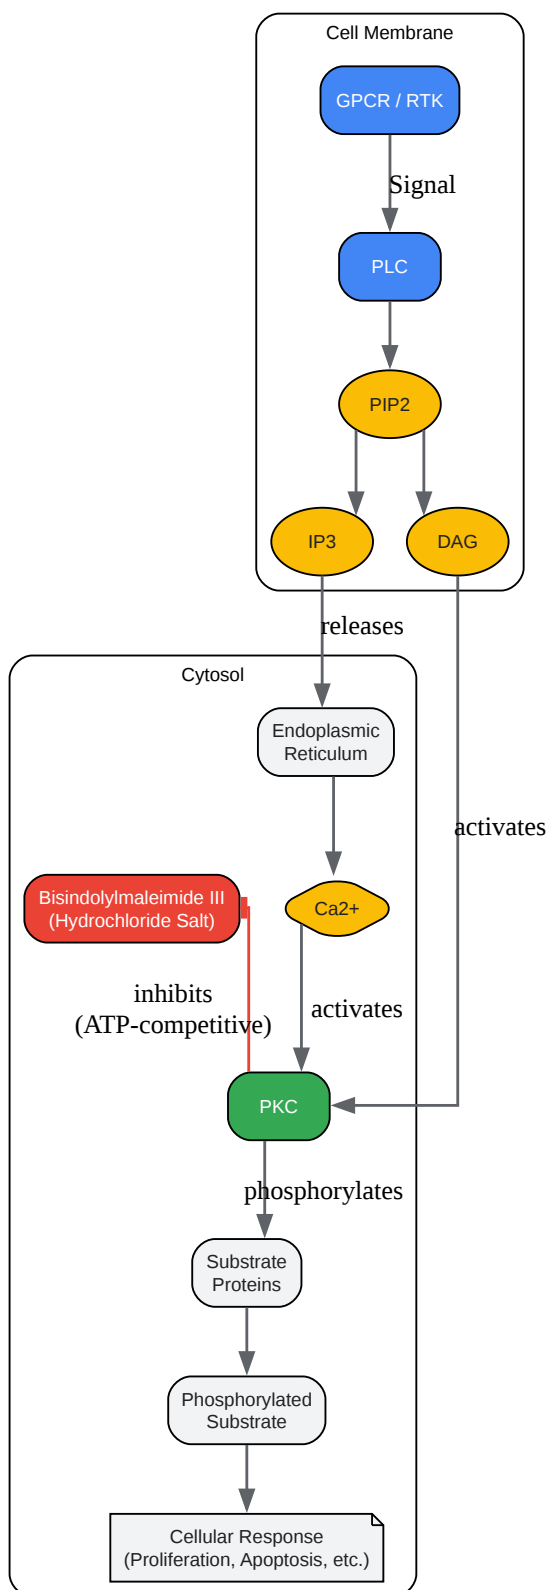 Cell Membrane
GPCR / RTK
Signal
PLC
PIP2
IP3
DAG
releases
Cytosol
Endoplasmic
Reticulum
activates
Bisindolylmaleimide III
(Hydrochloride Salt)
Ca2+
inhibits
(ATP-competitive)
activates
PKC
phosphorylates
Substrate
Proteins
Phosphorylated
Substrate
Cellular Response
(Proliferation, Apoptosis, etc.)